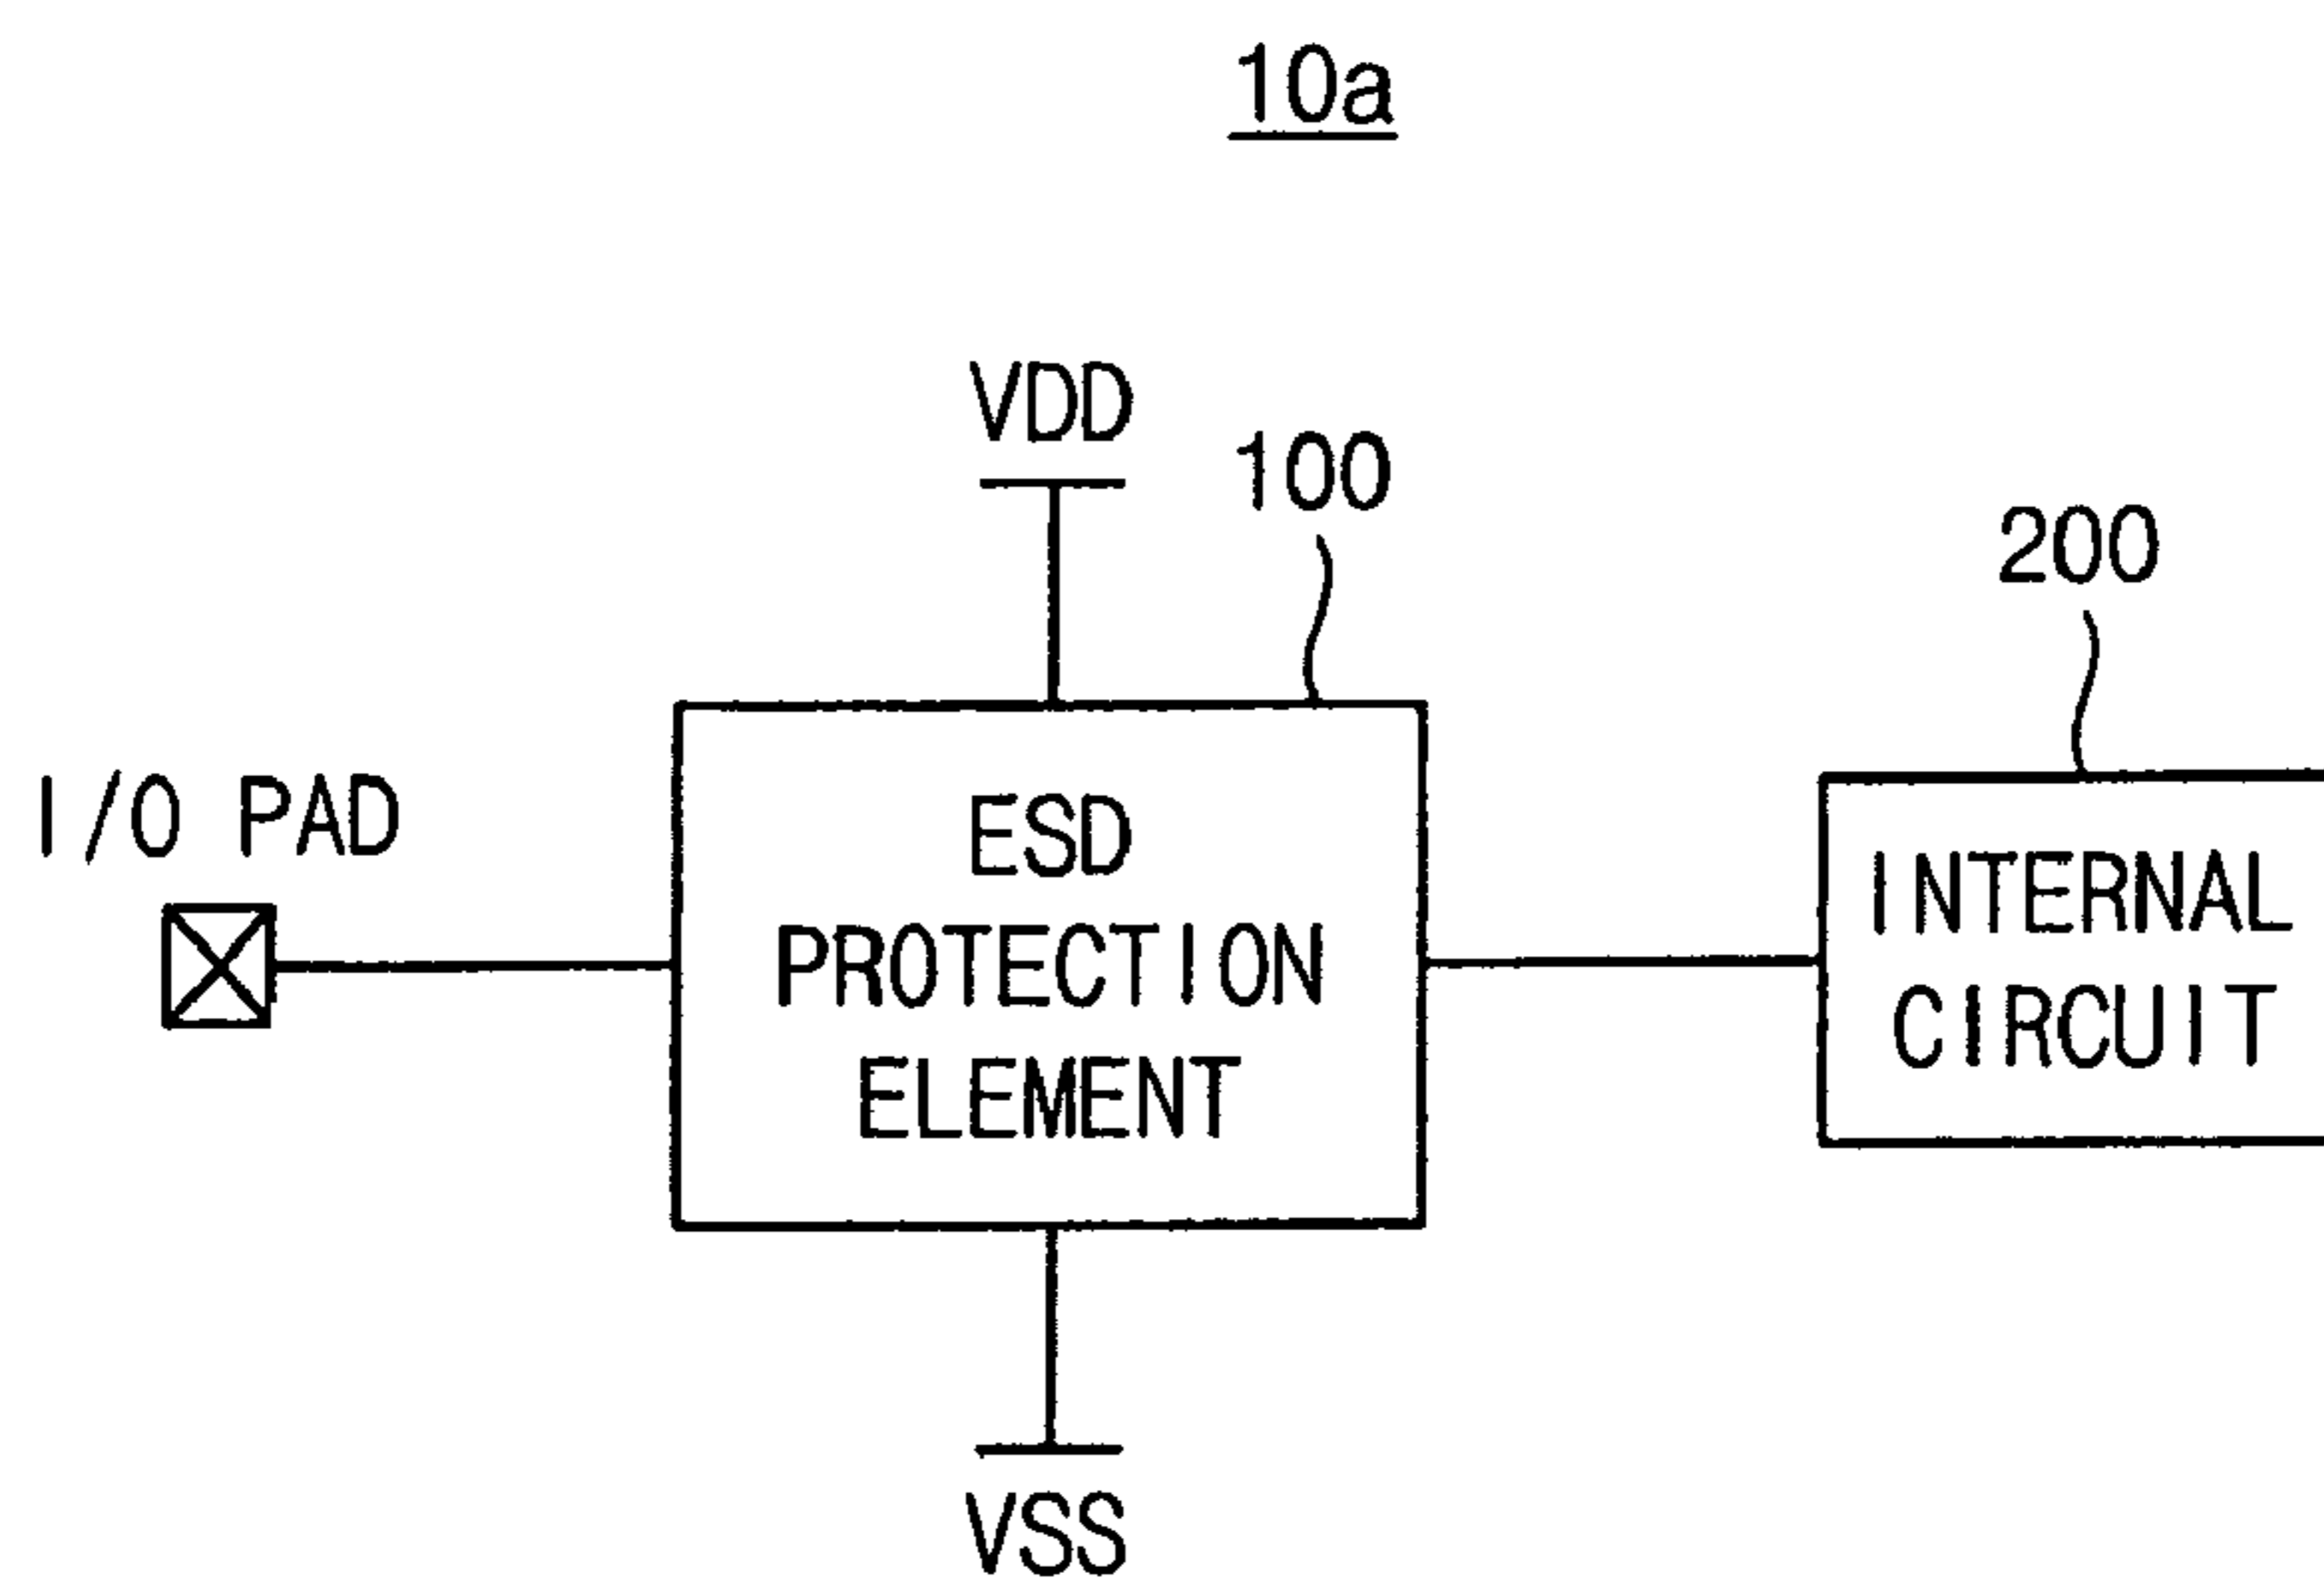 10a
VDD
100
200
I/O PAD
ESD
PROTECTION
ELEMENT
INTERNAL
CIRCUIT
VSS